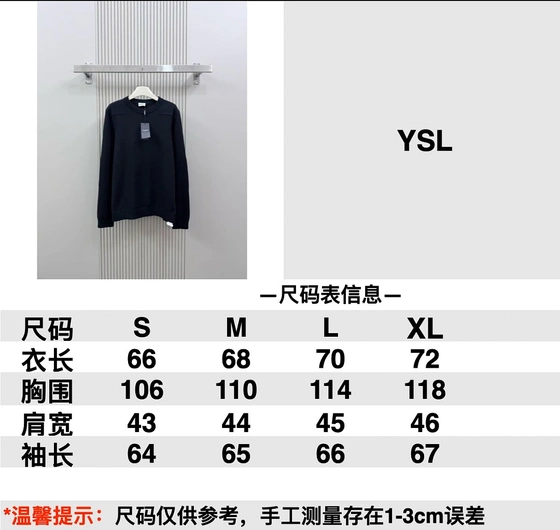 YSL
—尺码表信息—
尺码 S M L XL
衣长 66 68 70 72
胸围 106 110 114 118
肩宽 43 44 45 46
袖长 64 65 66 67
*温馨提示：尺码仅供参考，手工测量存在1-3cm误差